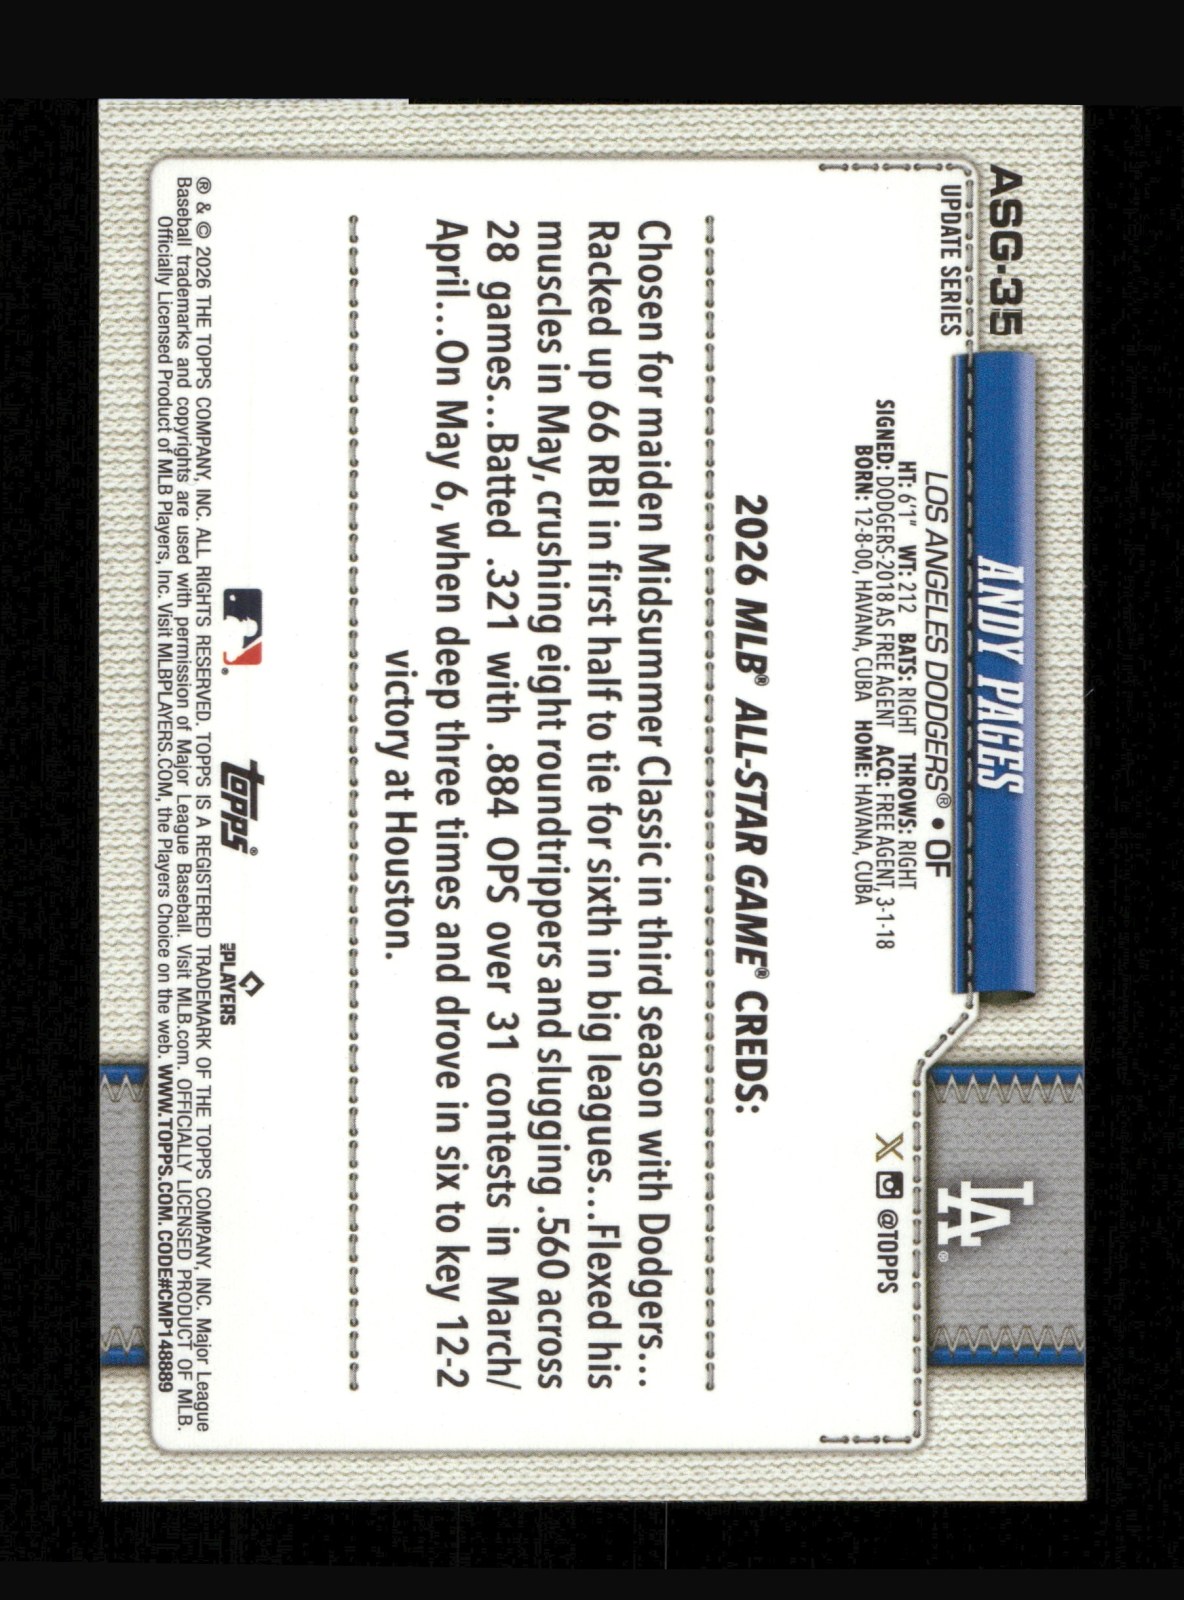 ASG-35
UPDATE SERIES
ANDY PAGES
LOS ANGELES DODGERS® • OF
HT: 6'1" WT: 212 BATS: RIGHT THROWS: RIGHT
SIGNED: DODGERS-2018 AS FREE AGENT ACQ: FREE AGENT, 3-1-18
BORN: 12-8-00, HAVANA, CUBA HOME: HAVANA, CUBA
LA®
X @TOPPS
2026 MLB® ALL-STAR GAME® CREDS:
Chosen for maiden Midsummer Classic in third season with Dodgers...
Racked up 66 RBI in first half to tie for sixth in big leagues...Flexed his
muscles in May, crushing eight roundtrippers and slugging .560 across
28 games...Batted .321 with .884 OPS over 31 contests in March/
April...On May 6, when deep three times and drove in six to key 12-2
victory at Houston.
®
topps®
MLB PLAYERS
® & © 2026 THE TOPPS COMPANY, INC. ALL RIGHTS RESERVED. TOPPS IS A REGISTERED TRADEMARK OF THE TOPPS COMPANY, INC. Major League
Baseball trademarks and copyrights are used with permission of Major League Baseball. Visit MLB.com. OFFICIALLY LICENSED PRODUCT OF MLB.
Officially Licensed Product of MLB Players, Inc. Visit MLBPLAYERS.COM, the Players Choice on the web. WWW.TOPPS.COM. CODE#CMP148889